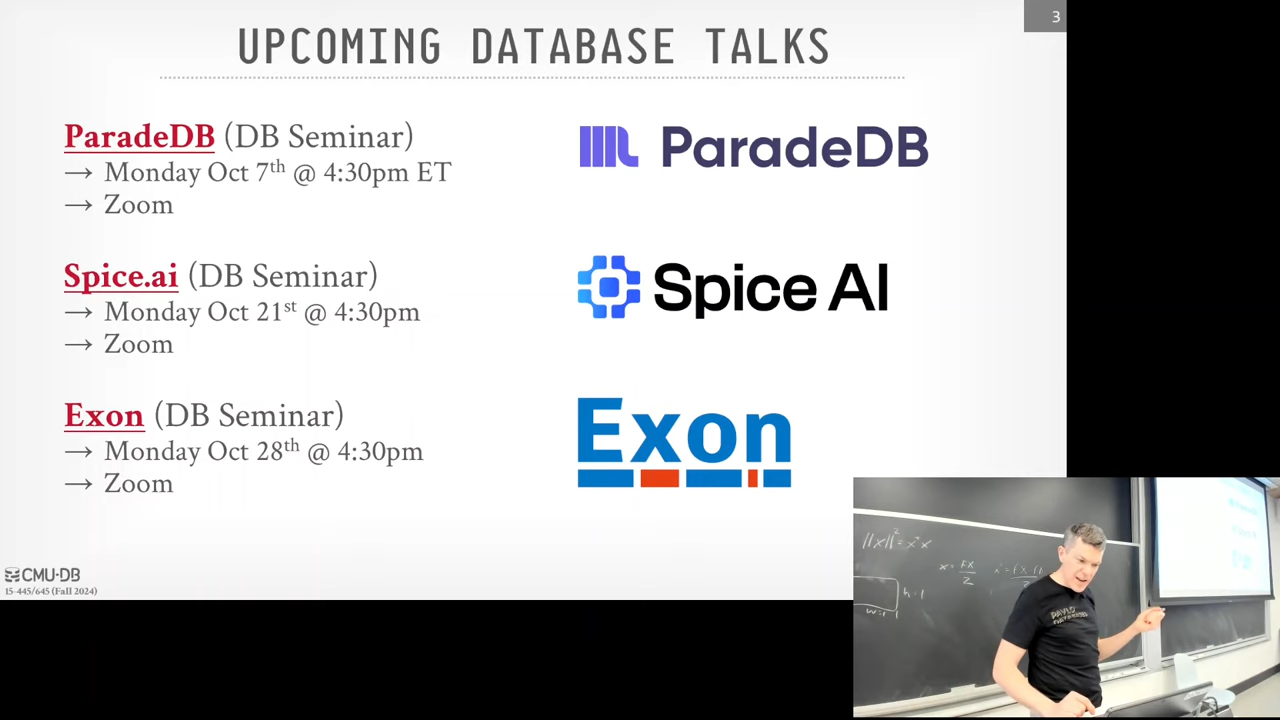 3
UPCOMING DATABASE TALKS
ParadeDB (DB Seminar)
→ Monday Oct 7th @ 4:30pm ET
→ Zoom
ParadeDB
Spice.ai (DB Seminar)
→ Monday Oct 21st @ 4:30pm
→ Zoom
Spice AI
Exon (DB Seminar)
→ Monday Oct 28th @ 4:30pm
→ Zoom
Exon
CMU·DB
15-445/645 (Fall 2024)
h=1